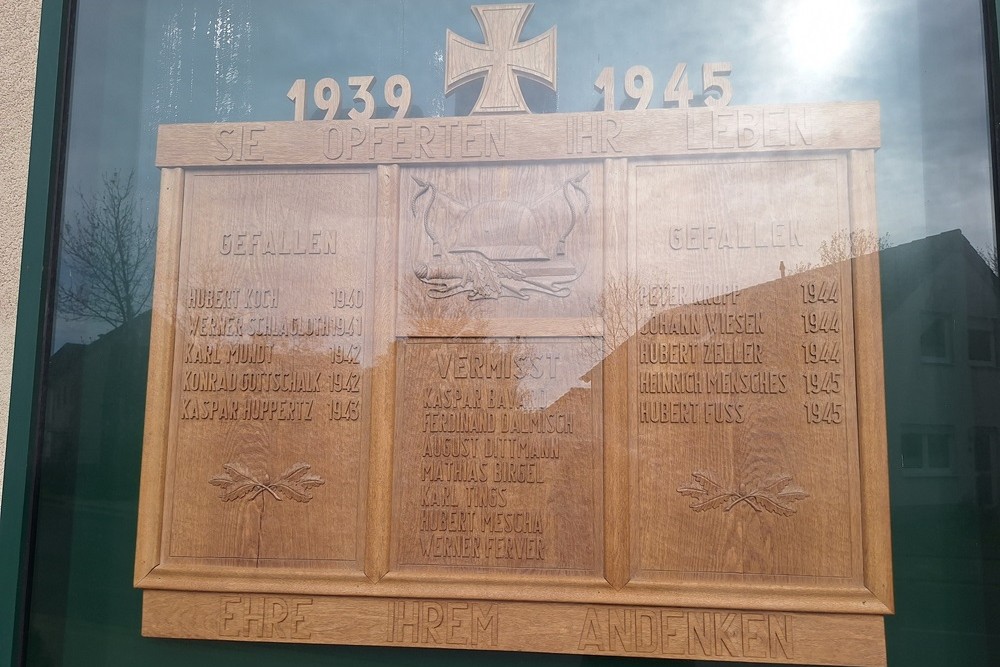 1939 1945
SIE OPFERTEN IHR LEBEN
GEFALLEN
HUBERT KOCH 1940
WERNER SCHLAGLOTH 1941
KARL MUNDT 1942
KONRAD GOTTSCHALK 1942
KASPAR HUPPERTZ 1943
VERMISST
KASPAR
FERDINAND DALMISCH
AUGUST DITTMANN
MATHIAS BIRGEL
KARL TINGS
HUBERT MESCHA
WERNER FERVER
GEFALLEN
PETER KRUPP 1944
JOHANN WIESEN 1944
HUBERT ZELLER 1944
HEINRICH MENSCHES 1945
HUBERT FUSS 1945
EHRE IHREM ANDENKEN